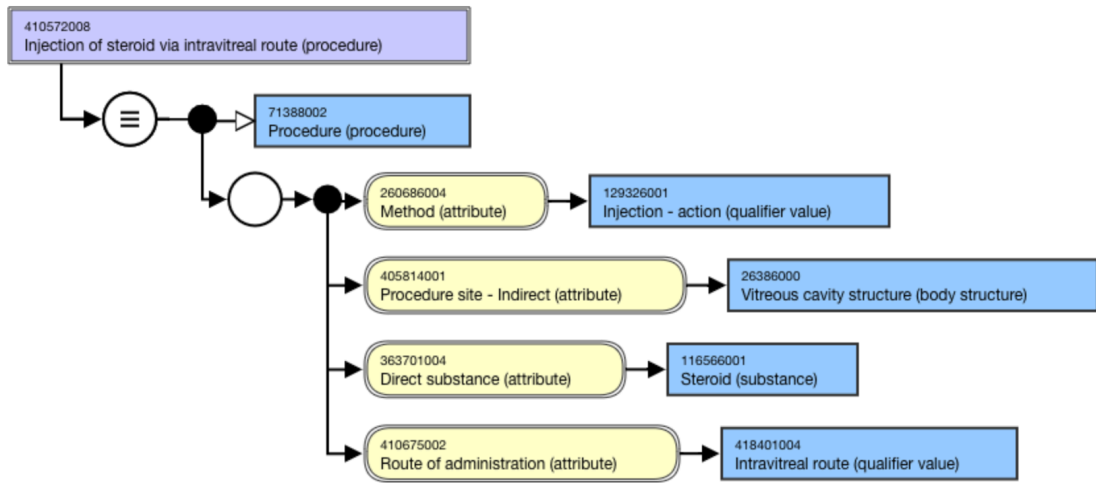 410572008
Injection of steroid via intravitreal route (procedure)
71388002
Procedure (procedure)
260686004
Method (attribute)
129326001
Injection - action (qualifier value)
405814001
Procedure site - Indirect (attribute)
26386000
Vitreous cavity structure (body structure)
363701004
Direct substance (attribute)
116566001
Steroid (substance)
410675002
Route of administration (attribute)
418401004
Intravitreal route (qualifier value)